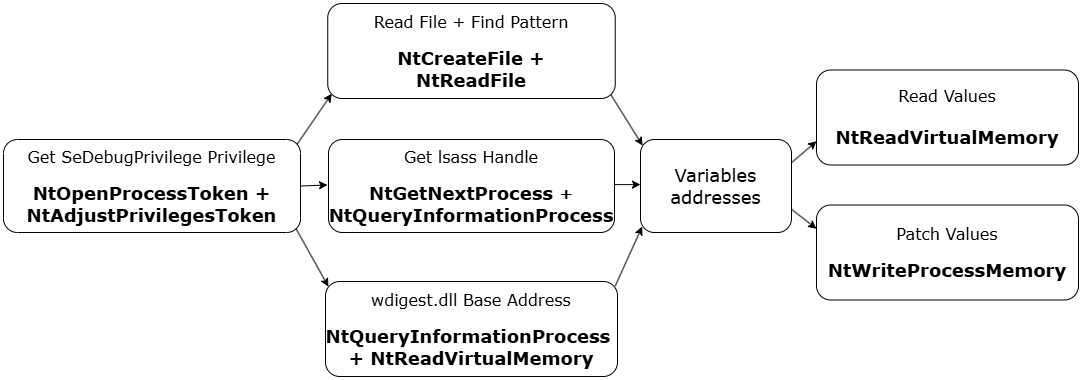 Read File + Find Pattern
NtCreateFile +
NtReadFile
Get SeDebugPrivilege Privilege
NtOpenProcessToken +
NtAdjustPrivilegesToken
Get lsass Handle
NtGetNextProcess +
NtQueryInformationProcess
wdigest.dll Base Address
NtQueryInformationProcess
+ NtReadVirtualMemory
Variables
addresses
Read Values
NtReadVirtualMemory
Patch Values
NtWriteProcessMemory